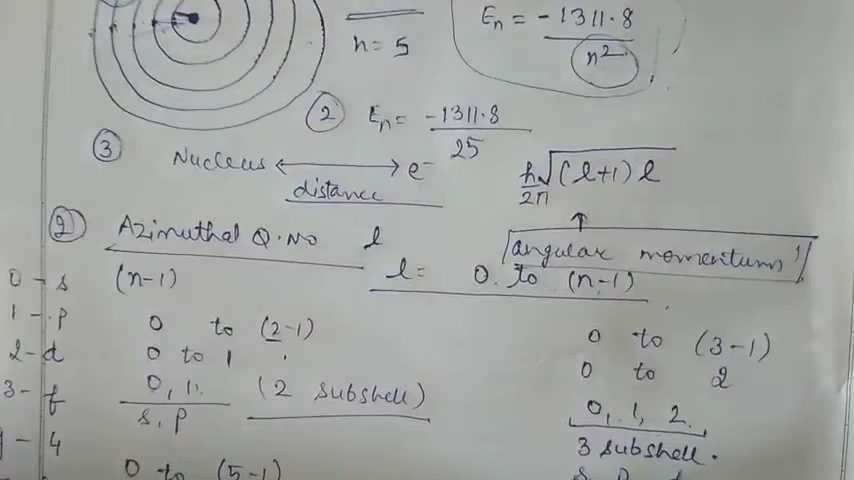 n = 5
En = -1311.8
n²
② En = -1311.8
25
③ Nucleus ⟷ e⁻
distance
h/2π √(l+1) l
② Azimuthal Q.No l
angular momentum
(n-1)
l = 0. to (n-1)
0 - s
1 - p
2 - d
3 - f
0 to (2-1)
0 to 1
0, 1. (2 subshell)
s, p
0 to (5-1)
0 to (3-1)
0 to 2
0, 1, 2.
3 subshell.